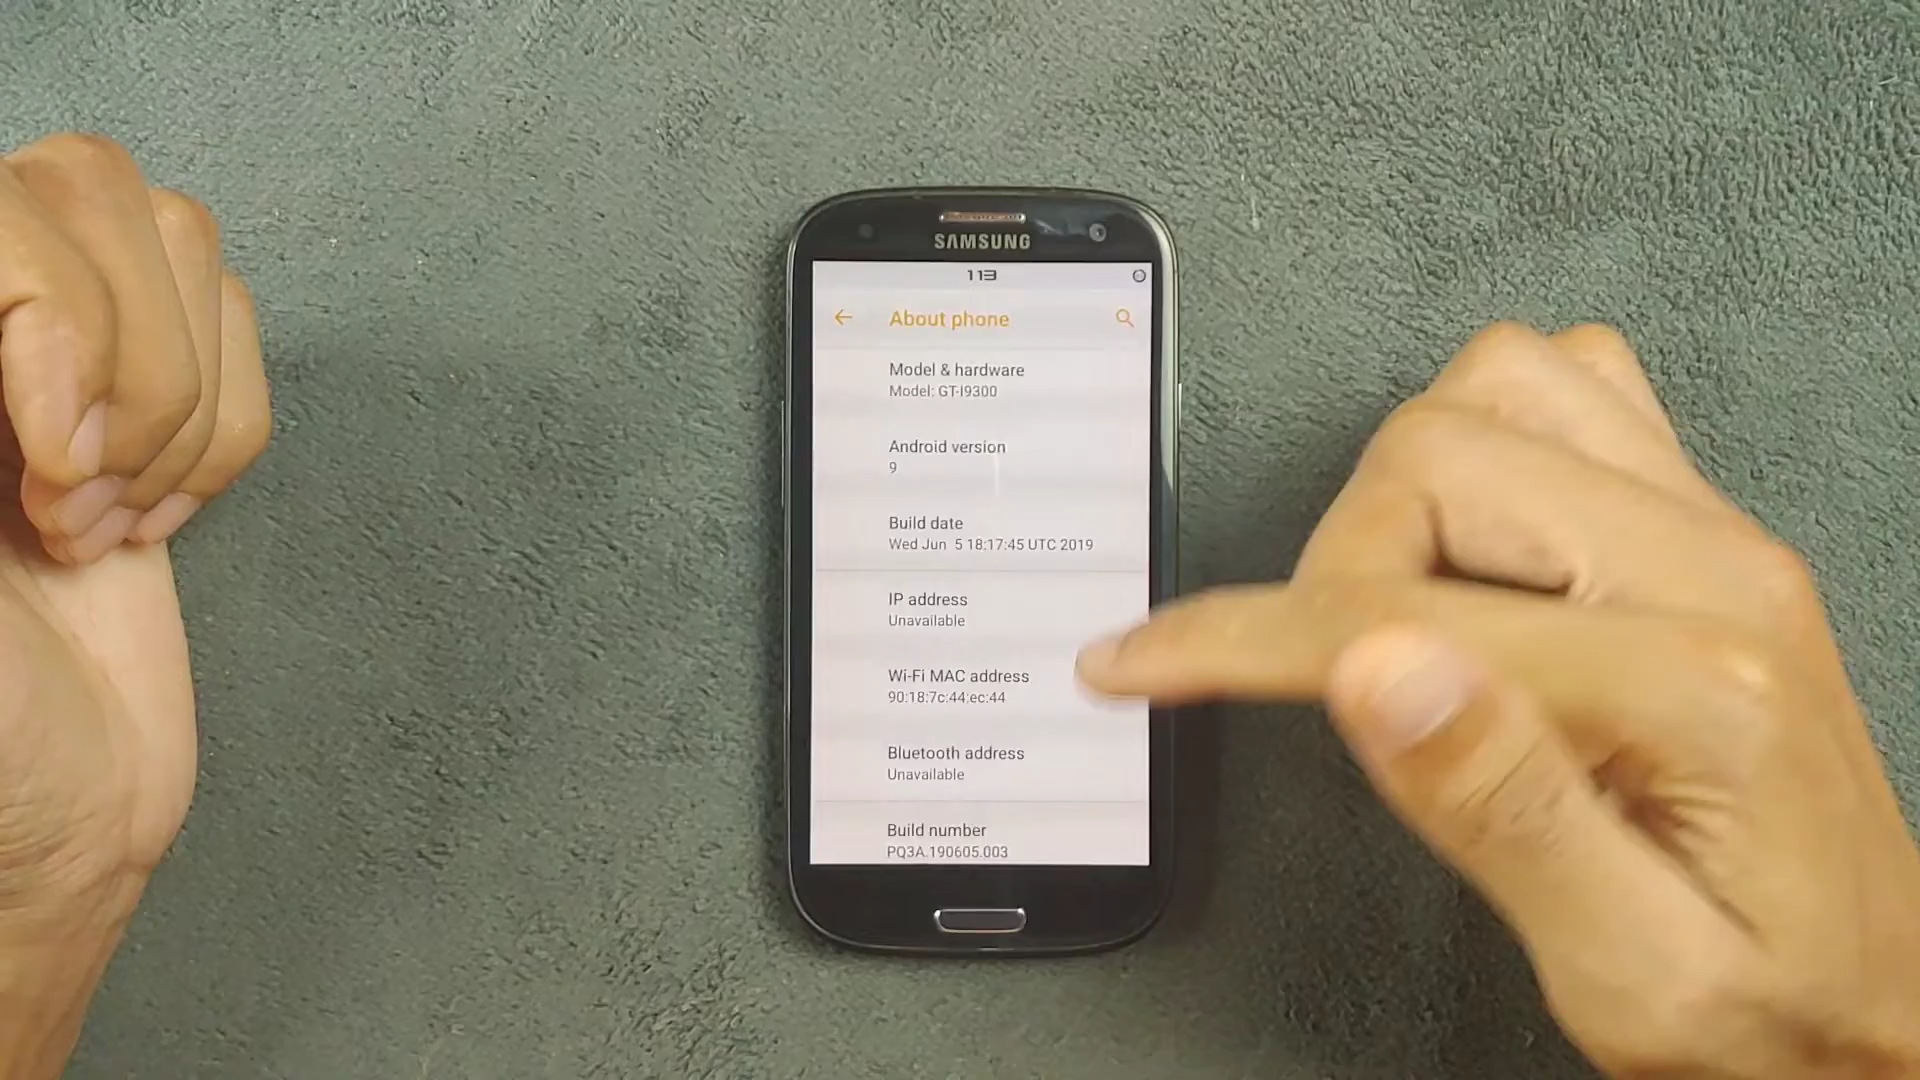 SAMSUNG
113
About phone
Model & hardware
Model: GT-I9300
Android version
9
Build date
Wed Jun 5 18:17:45 UTC 2019
IP address
Unavailable
Wi-Fi MAC address
90:18:7c:44:ec:44
Bluetooth address
Unavailable
Build number
PQ3A.190605.003